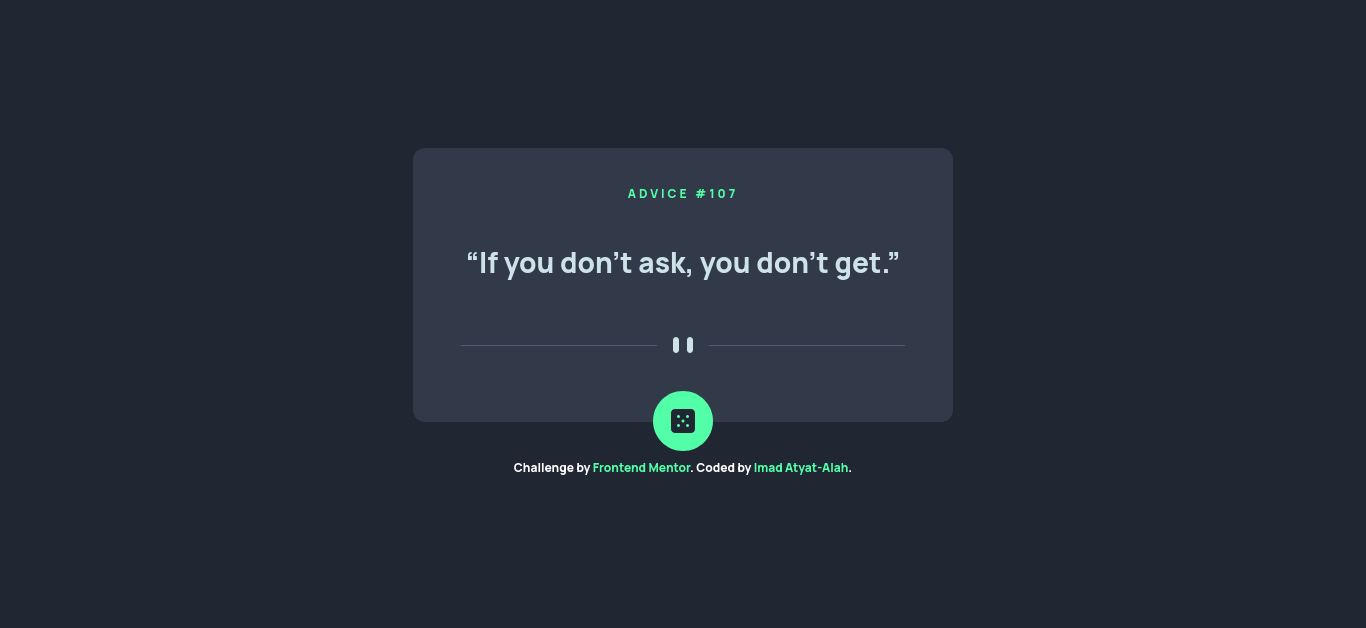 ADVICE #107
“If you don’t ask, you don’t get.”
Challenge by Frontend Mentor. Coded by Imad Atyat-Alah.